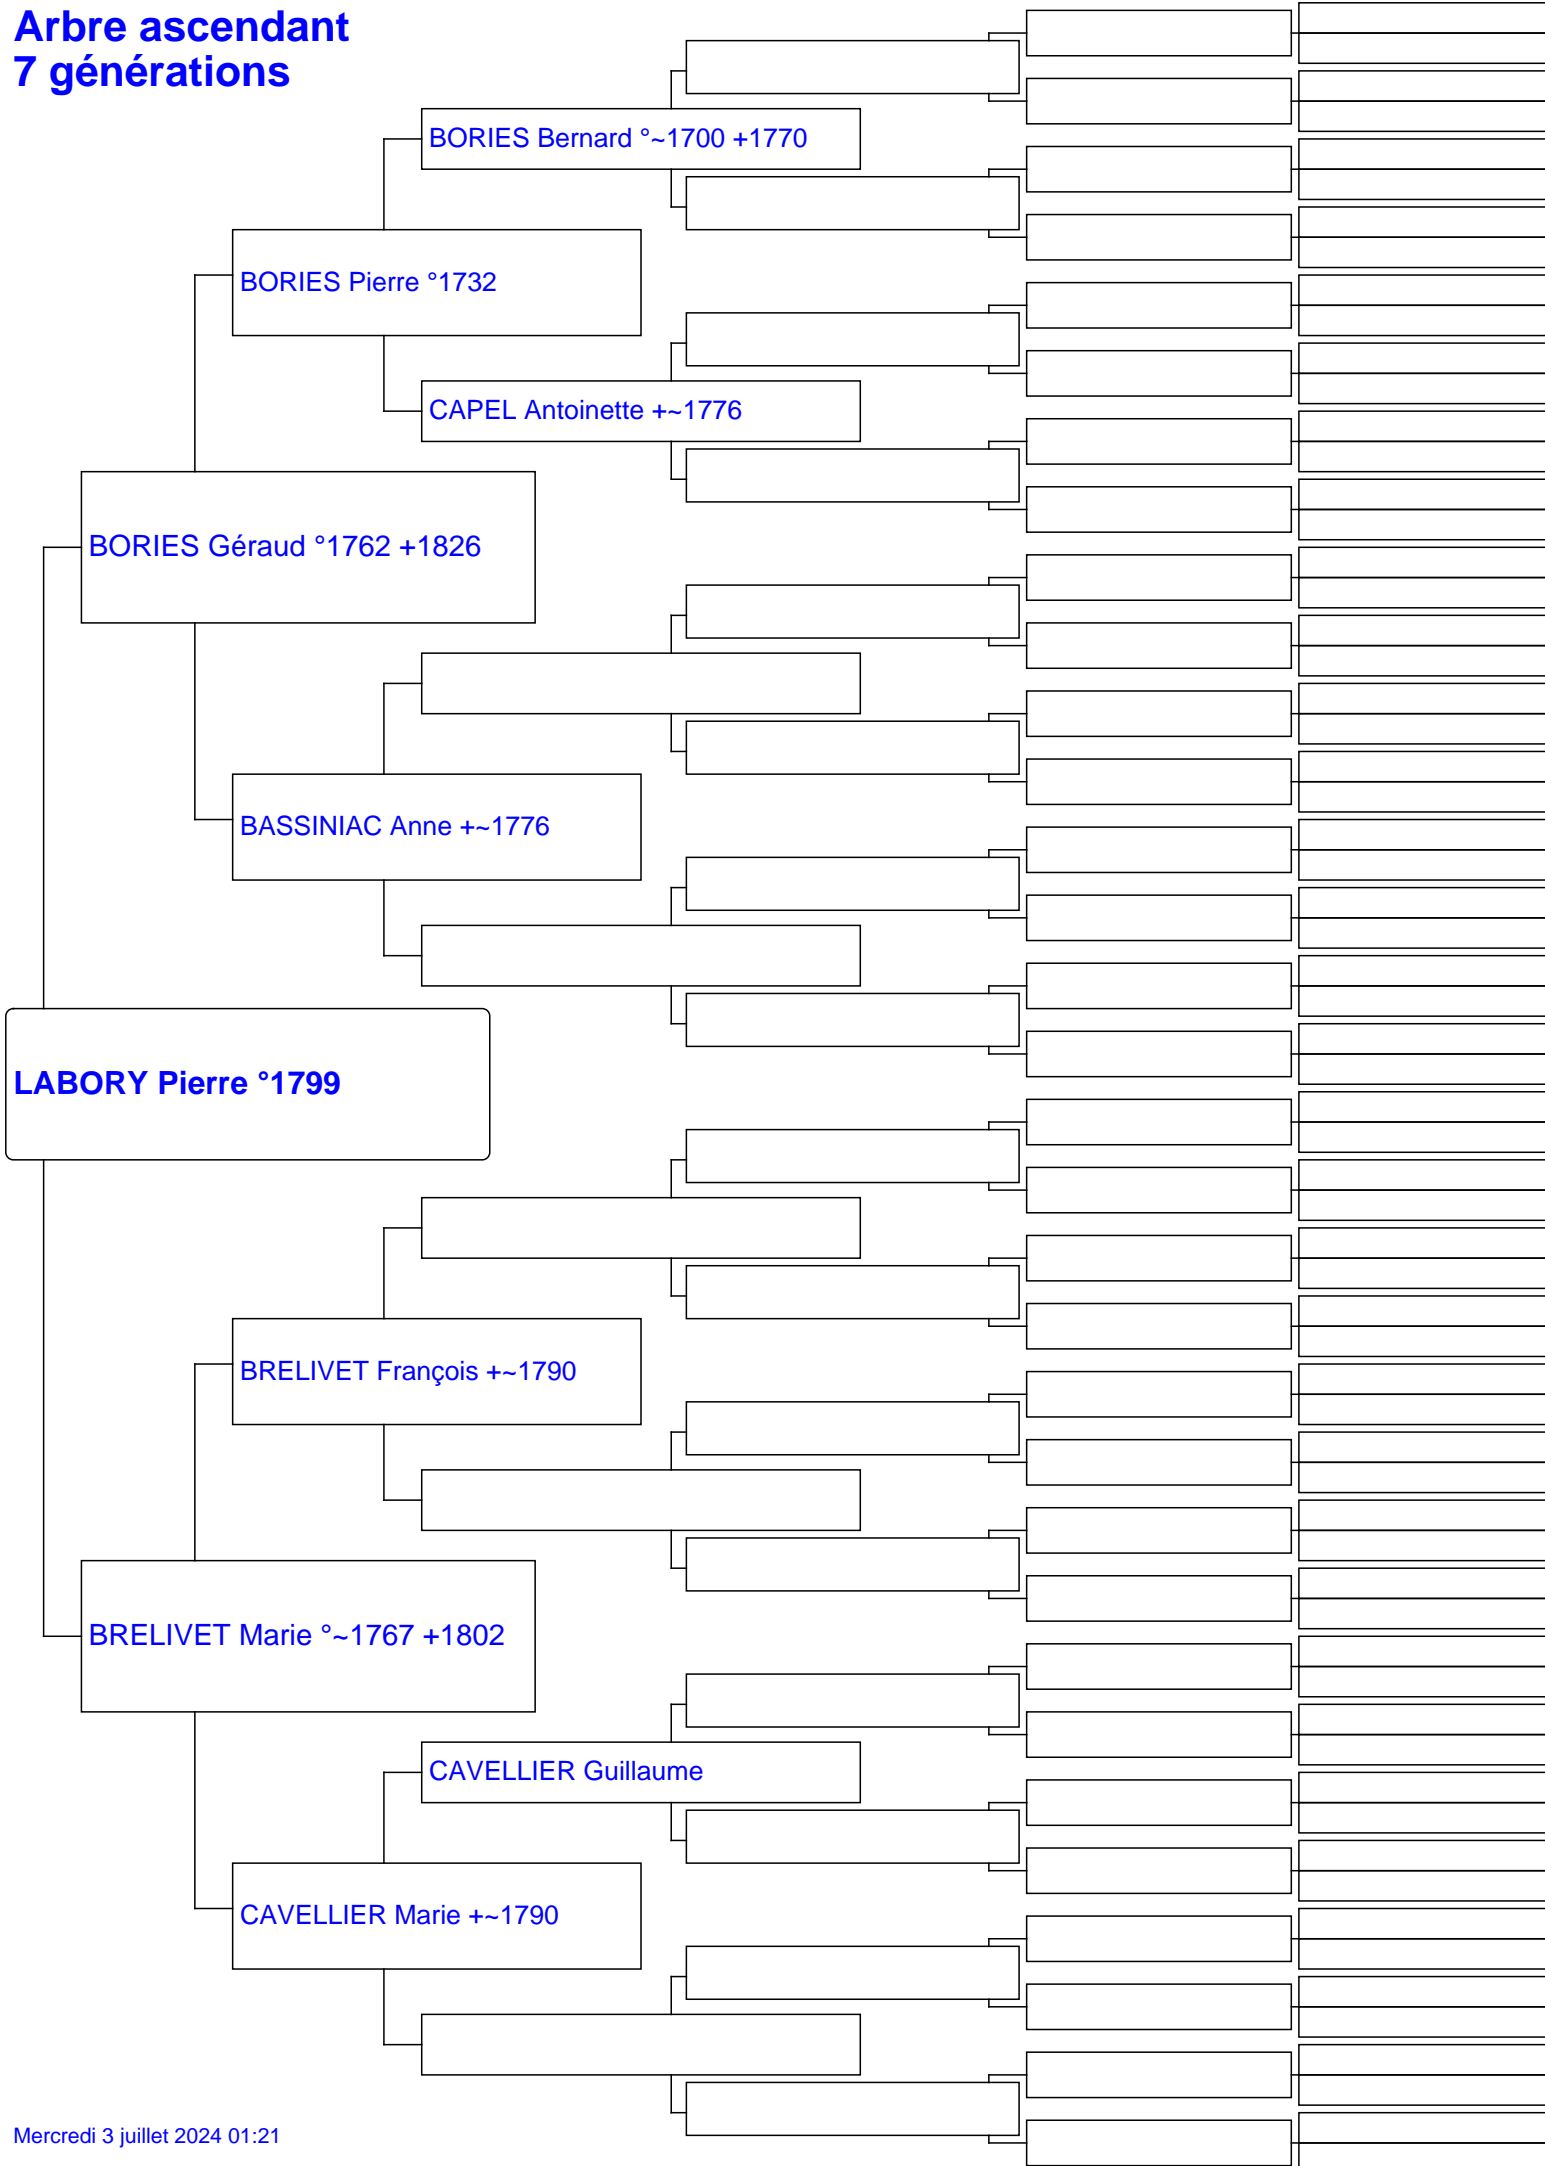 Arbre ascendant
7 générations
BORIES Bernard °~1700 +1770
BORIES Pierre °1732
CAPEL Antoinette +~1776
BORIES Géraud °1762 +1826
BASSINIAC Anne +~1776
LABORY Pierre °1799
BRELIVET François +~1790
BRELIVET Marie °~1767 +1802
CAVELLIER Guillaume
CAVELLIER Marie +~1790
Mercredi 3 juillet 2024 01:21